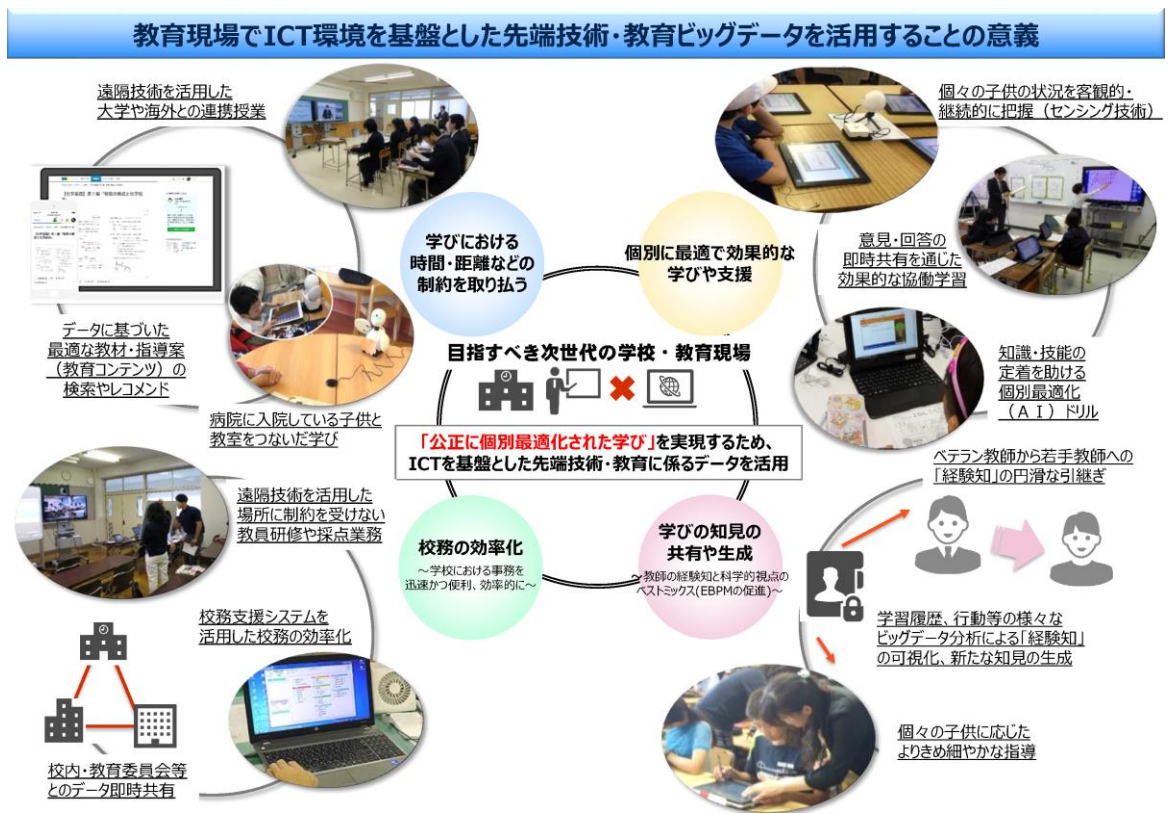 教育現場でICT環境を基盤とした先端技術・教育ビッグデータを活用することの意義
遠隔技術を活用した
大学や海外との連携授業
データに基づいた
最適な教材・指導案
（教育コンテンツ）の
検索やレコメンド
病院に入院している子供と
教室をつないだ学び
学びにおける
時間・距離などの
制約を取り払う
個別に最適で効果的な
学びや支援
個々の子供の状況を客観的・
継続的に把握（センシング技術）
意見・回答の
即時共有を通じた
効果的な協働学習
知識・技能の
定着を助ける
個別最適化
（ＡＩ）ドリル
目指すべき次世代の学校・教育現場
「公正に個別最適化された学び」を実現するため、
ICTを基盤とした先端技術・教育に係るデータを活用
遠隔技術を活用した
場所に制約を受けない
教員研修や採点業務
校務支援システムを
活用した校務の効率化
校内・教育委員会等
とのデータ即時共有
校務の効率化
～学校における事務を
迅速かつ便利、効率的に～
学びの知見の
共有や生成
～教師の経験知と科学的視点の
ベストミックス(EBPMの促進)～
ベテラン教師から若手教師への
「経験知」の円滑な引継ぎ
学習履歴、行動等の様々な
ビッグデータ分析による「経験知」
の可視化、新たな知見の生成
個々の子供に応じた
よりきめ細やかな指導